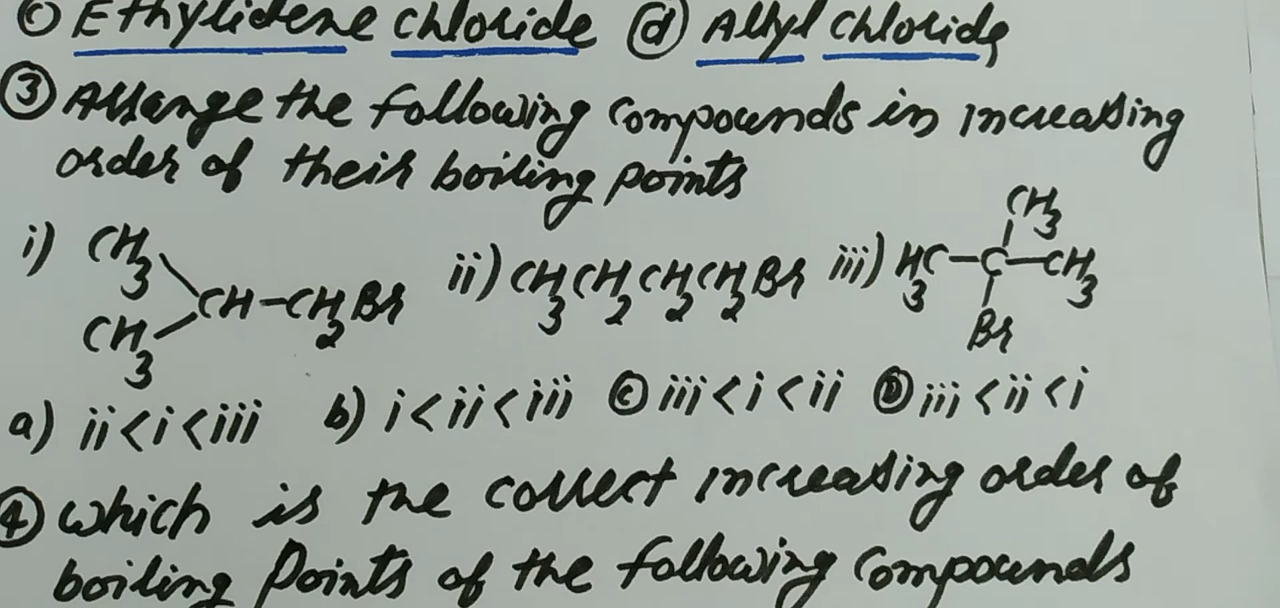 ⓒ Ethylidene chloride ⓓ Allyl chloride
③ Arrange the following compounds in increasing
order of their boiling points
i) CH3 CH3 CH-CH2Br ii) CH3CH2CH2CH2Br iii) H3C-C-CH3 CH3 Br
a) ii<i<iii b) i<ii<iii ⓒ iii<i<ii Ⓓ iii<ii<i
④ which is the correct increasing order of
boiling points of the following compounds